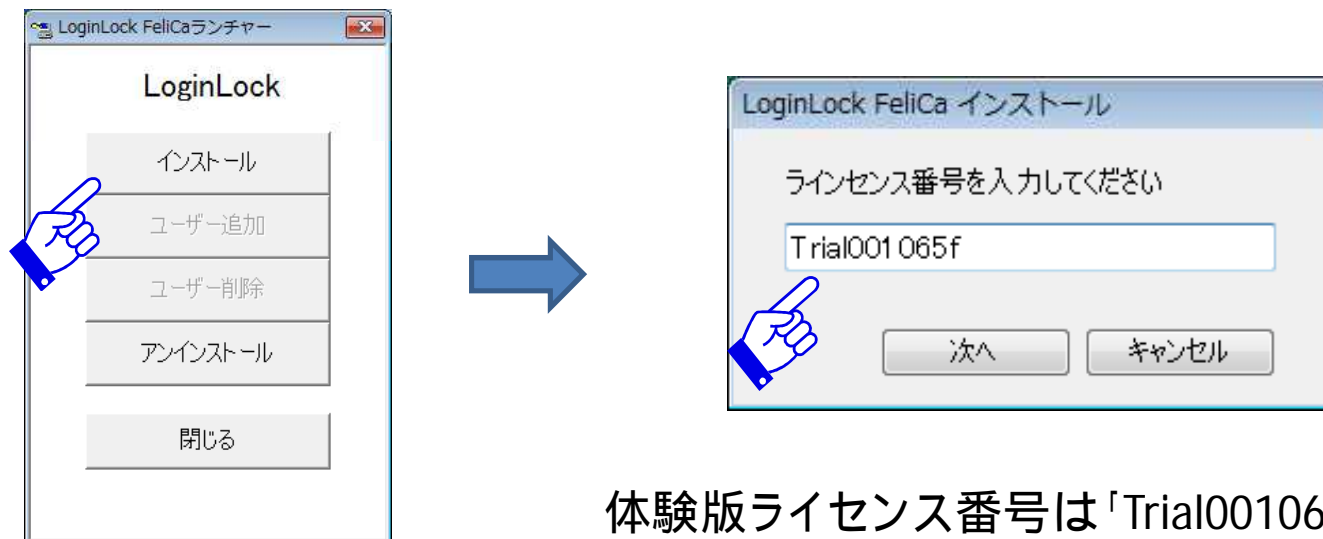 LoginLock FeliCaランチャー
LoginLock
インストール
ユーザー追加
ユーザー削除
アンインストール
閉じる
LoginLock FeliCa インストール
ラインセンス番号を入力してください
Trial001065f
次へ
キャンセル
体験版ライセンス番号は「Trial00106